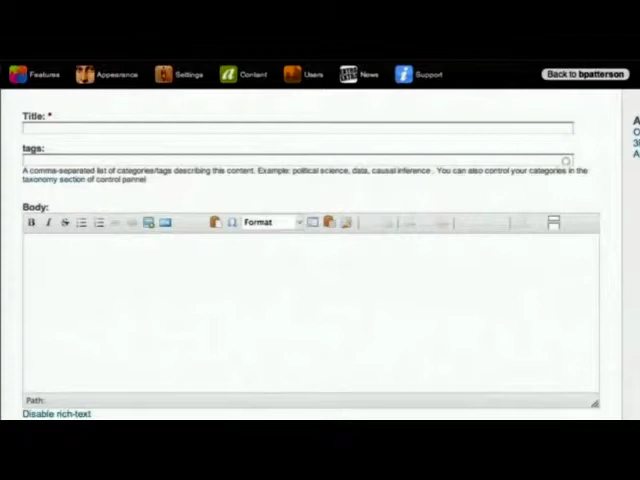 Features Appearance Settings Content Users News Support Back to bpatterson
Title: *
tags:
A comma-separated list of categories/tags describing this content. Example: political science, data, causal inference . You can also control your categories in the
taxonomy section of control pannel
Body:
B I S Format
Path:
Disable rich-text